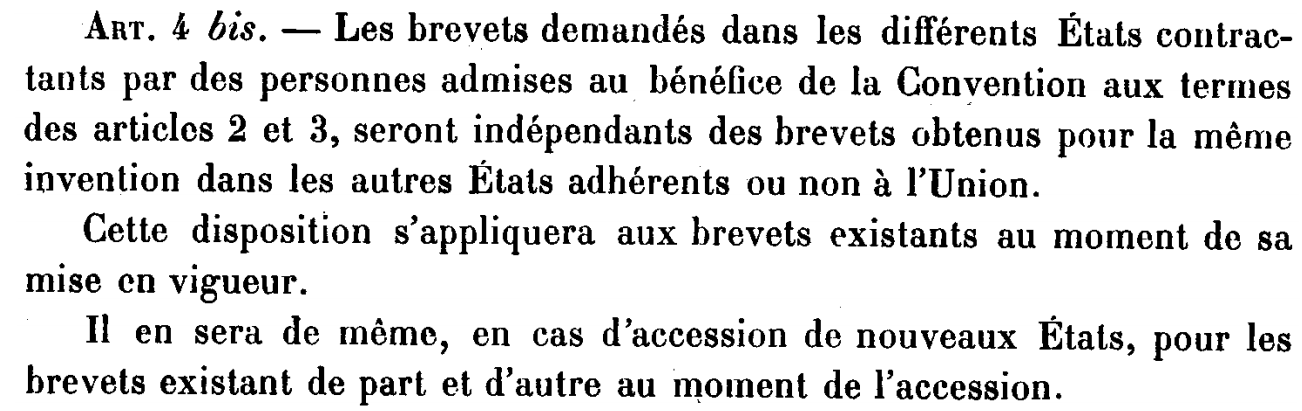 ART. 4 bis. — Les brevets demandés dans les différents États contrac-
tants par des personnes admises au bénéfice de la Convention aux termes
des articles 2 et 3, seront indépendants des brevets obtenus pour la même
invention dans les autres États adhérents ou non à l'Union.
Cette disposition s'appliquera aux brevets existants au moment de sa
mise en vigueur.
Il en sera de même, en cas d'accession de nouveaux États, pour les
brevets existant de part et d'autre au moment de l'accession.